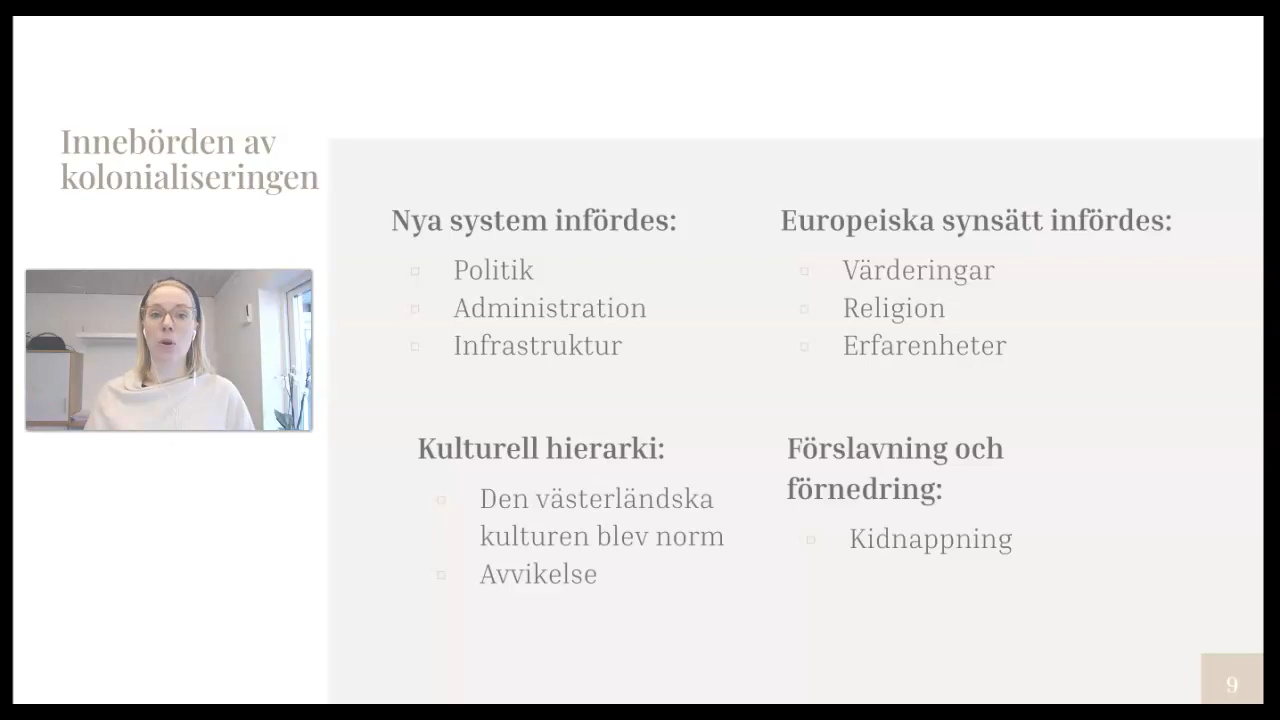 Innebörden av
kolonialiseringen
Nya system infördes:
Politik
Administration
Infrastruktur
Europeiska synsätt infördes:
Värderingar
Religion
Erfarenheter
Kulturell hierarki:
Den västerländska
kulturen blev norm
Avvikelse
Förslavning och
förnedring:
Kidnappning
9